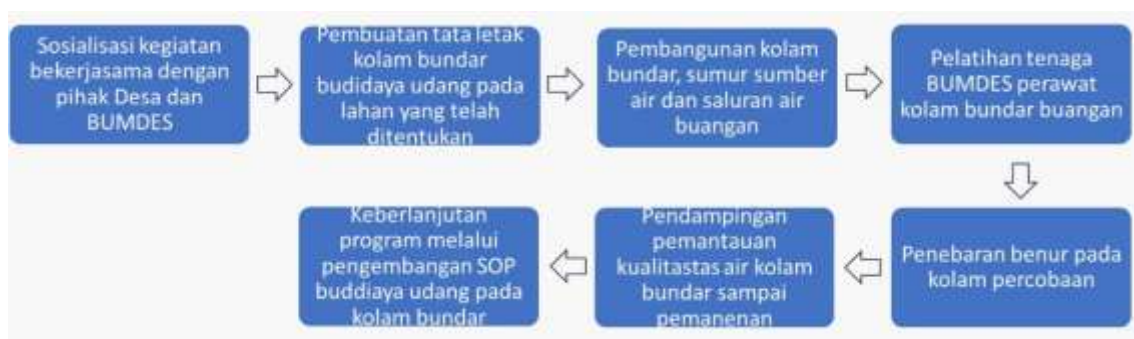 Sosialisasi kegiatan
bekerjasama dengan
pihak Desa dan
BUMDES
Pembuatan tata letak
kolam bundar
budidaya udang pada
lahan yang telah
ditentukan
Pembangunan kolam
bundar, sumur sumber
air dan saluran air
buangan
Pelatihan tenaga
BUMDES perawat
kolam bundar buangan
Penebaran benur pada
kolam percobaan
Pendampingan
pemantauan
kualitastas air kolam
bundar sampai
pemanenan
Keberlanjutan
program melalui
pengembangan SOP
buddiaya udang pada
kolam bundar